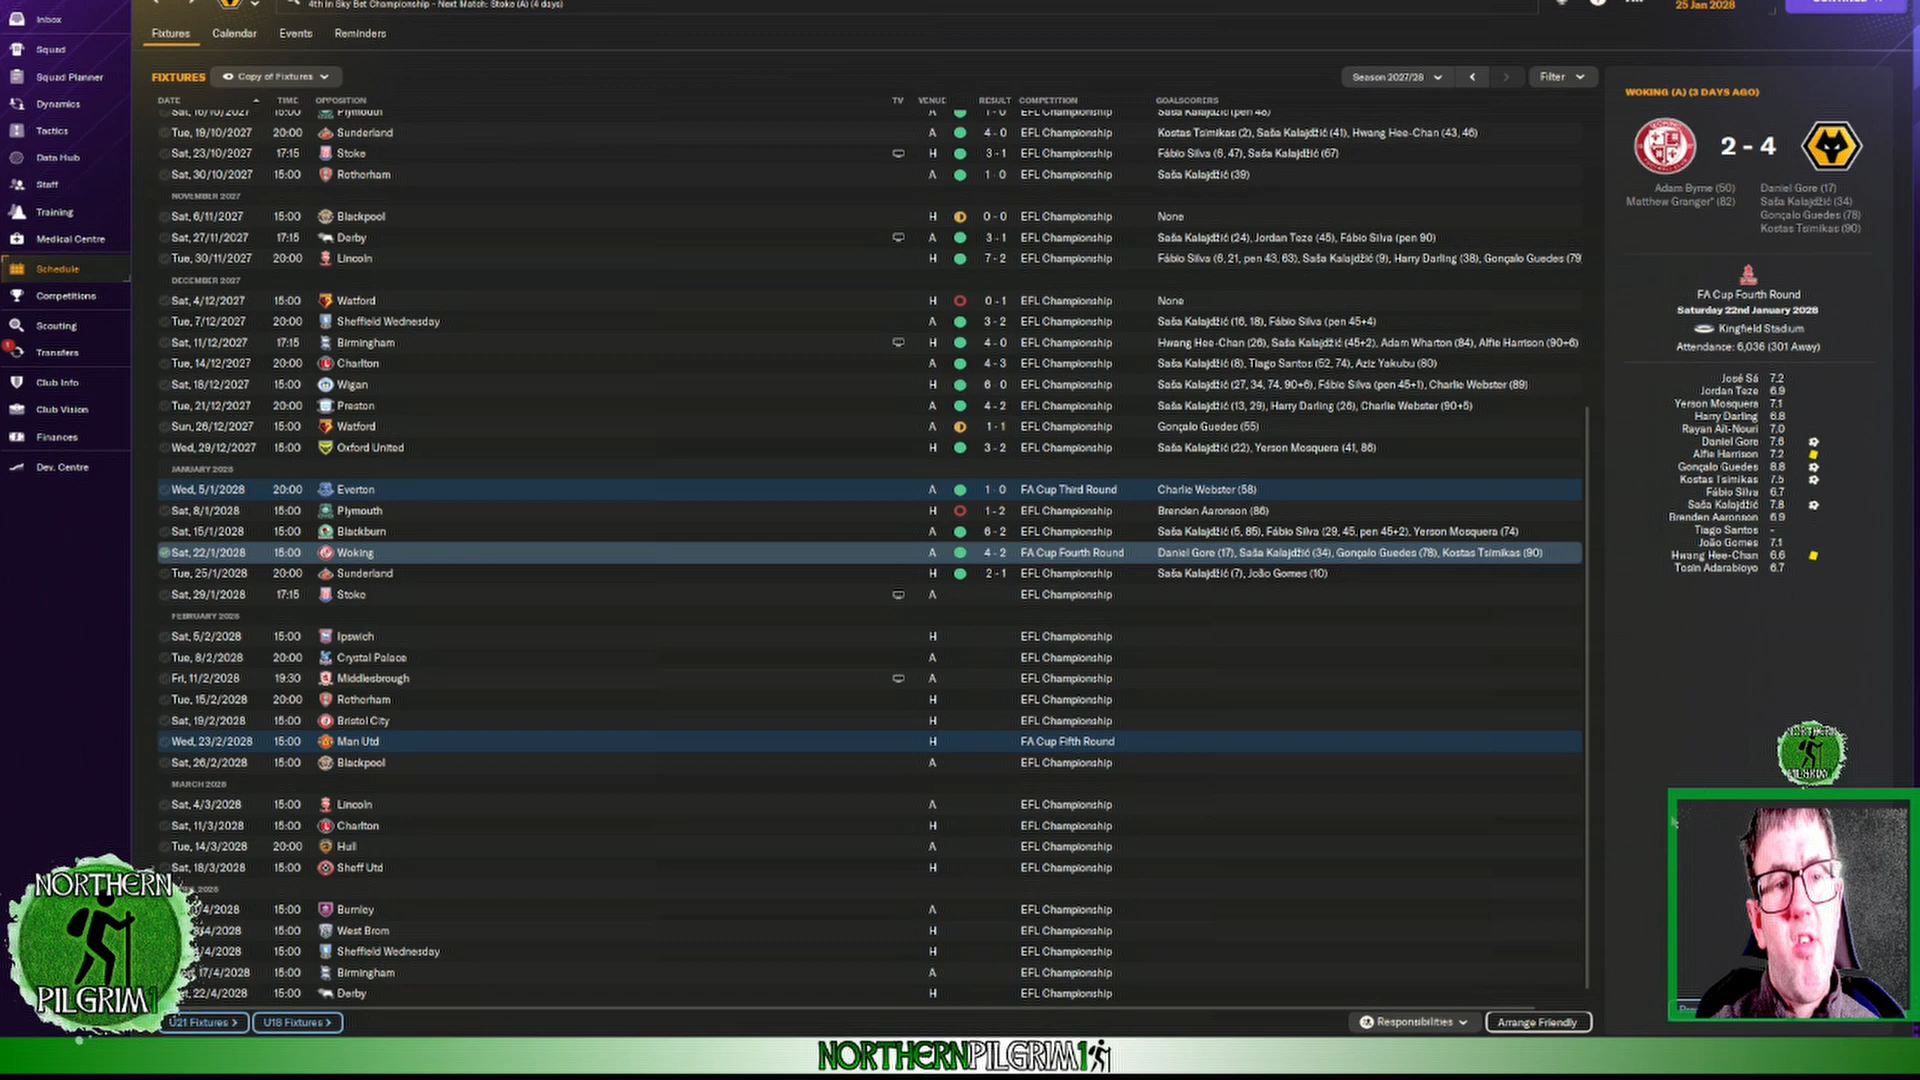 4th in Sky Bet Championship - Next Match: Stoke (A) (4 days)
25 Jan 2028
Inbox
Squad
Squad Planner
Dynamics
Tactics
Data Hub
Staff
Training
Medical Centre
Schedule
Competitions
Scouting
1
Transfers
Club Info
Club Vision
Finances
Dev. Centre
Fixtures Calendar Events Reminders
FIXTURES Copy of Fixtures Season 2027/28 Filter
DATE TIME OPPOSITION TV VENUE RESULT COMPETITION GOALSCORERS
Sat, 16/10/2027 15:00 Plymouth A 1 - 0 EFL Championship Saša Kalajdžić (pen 48)
Tue, 19/10/2027 20:00 Sunderland A 4 - 0 EFL Championship Kostas Tsimikas (2), Saša Kalajdžić (41), Hwang Hee-Chan (43, 46)
Sat, 23/10/2027 17:15 Stoke H 3 - 1 EFL Championship Fábio Silva (6, 47), Saša Kalajdžić (67)
Sat, 30/10/2027 15:00 Rotherham A 1 - 0 EFL Championship Saša Kalajdžić (39)
NOVEMBER 2027
Sat, 6/11/2027 15:00 Blackpool H 0 - 0 EFL Championship None
Sat, 27/11/2027 17:15 Derby A 3 - 1 EFL Championship Saša Kalajdžić (24), Jordan Teze (45), Fábio Silva (pen 90)
Tue, 30/11/2027 20:00 Lincoln H 7 - 2 EFL Championship Fábio Silva (6, 21, pen 43, 63), Saša Kalajdžić (9), Harry Darling (38), Gonçalo Guedes (79
DECEMBER 2027
Sat, 4/12/2027 15:00 Watford H 0 - 1 EFL Championship None
Tue, 7/12/2027 20:00 Sheffield Wednesday A 3 - 2 EFL Championship Saša Kalajdžić (16, 18), Fábio Silva (pen 45+4)
Sat, 11/12/2027 17:15 Birmingham H 4 - 0 EFL Championship Hwang Hee-Chan (26), Saša Kalajdžić (45+2), Adam Wharton (84), Alfie Harrison (90+6)
Tue, 14/12/2027 20:00 Charlton A 4 - 3 EFL Championship Saša Kalajdžić (8), Tiago Santos (52, 74), Aziz Yakubu (80)
Sat, 18/12/2027 15:00 Wigan H 6 - 0 EFL Championship Saša Kalajdžić (27, 34, 74, 90+6), Fábio Silva (pen 45+1), Charlie Webster (89)
Tue, 21/12/2027 20:00 Preston A 4 - 2 EFL Championship Saša Kalajdžić (13, 29), Harry Darling (26), Charlie Webster (90+5)
Sun, 26/12/2027 15:00 Watford A 1 - 1 EFL Championship Gonçalo Guedes (55)
Wed, 29/12/2027 15:00 Oxford United H 3 - 2 EFL Championship Saša Kalajdžić (22), Yerson Mosquera (41, 86)
JANUARY 2028
Wed, 5/1/2028 20:00 Everton A 1 - 0 FA Cup Third Round Charlie Webster (58)
Sat, 8/1/2028 15:00 Plymouth H 1 - 2 EFL Championship Brenden Aaronson (86)
Sat, 15/1/2028 15:00 Blackburn A 6 - 2 EFL Championship Saša Kalajdžić (5, 85), Fábio Silva (29, 45, pen 45+2), Yerson Mosquera (74)
Sat, 22/1/2028 15:00 Woking A 4 - 2 FA Cup Fourth Round Daniel Gore (17), Saša Kalajdžić (34), Gonçalo Guedes (78), Kostas Tsimikas (90)
Tue, 25/1/2028 20:00 Sunderland H 2 - 1 EFL Championship Saša Kalajdžić (7), João Gomes (10)
Sat, 29/1/2028 17:15 Stoke A EFL Championship
FEBRUARY 2028
Sat, 5/2/2028 15:00 Ipswich H EFL Championship
Tue, 8/2/2028 20:00 Crystal Palace A EFL Championship
Fri, 11/2/2028 19:30 Middlesbrough A EFL Championship
Tue, 15/2/2028 20:00 Rotherham H EFL Championship
Sat, 19/2/2028 15:00 Bristol City H EFL Championship
Wed, 23/2/2028 15:00 Man Utd H FA Cup Fifth Round
Sat, 26/2/2028 15:00 Blackpool A EFL Championship
MARCH 2028
Sat, 4/3/2028 15:00 Lincoln A EFL Championship
Sat, 11/3/2028 15:00 Charlton H EFL Championship
Tue, 14/3/2028 20:00 Hull A EFL Championship
Sat, 18/3/2028 15:00 Sheff Utd H EFL Championship
2028
/4/2028 15:00 Burnley A EFL Championship
/4/2028 15:00 West Brom H EFL Championship
/4/2028 15:00 Sheffield Wednesday H EFL Championship
17/4/2028 15:00 Birmingham A EFL Championship
22/4/2028 15:00 Derby H EFL Championship
U21 Fixtures > U18 Fixtures > Responsibilities Arrange Friendly
WOKING (A) (3 DAYS AGO)
2 - 4
Adam Byrne (50)
Matthew Granger* (82)
Daniel Gore (17)
Saša Kalajdžić (34)
Gonçalo Guedes (78)
Kostas Tsimikas (90)
FA Cup Fourth Round
Saturday 22nd January 2028
Kingfield Stadium
Attendance: 6,036 (301 Away)
José Sá 7.2
Jordan Teze 6.9
Yerson Mosquera 7.1
Harry Darling 6.8
Rayan Aït-Nouri 7.0
Daniel Gore 7.6
Alfie Harrison 7.2
Gonçalo Guedes 8.8
Kostas Tsimikas 7.5
Fábio Silva 6.7
Saša Kalajdžić 7.8
Brenden Aaronson 6.9
Tiago Santos -
João Gomes 7.1
Hwang Hee-Chan 6.6
Tosin Adarabioyo 6.7
NORTHERN
PILGRIM
NORTHERN
PILGRIM1
NORTHERNPILGRIM1